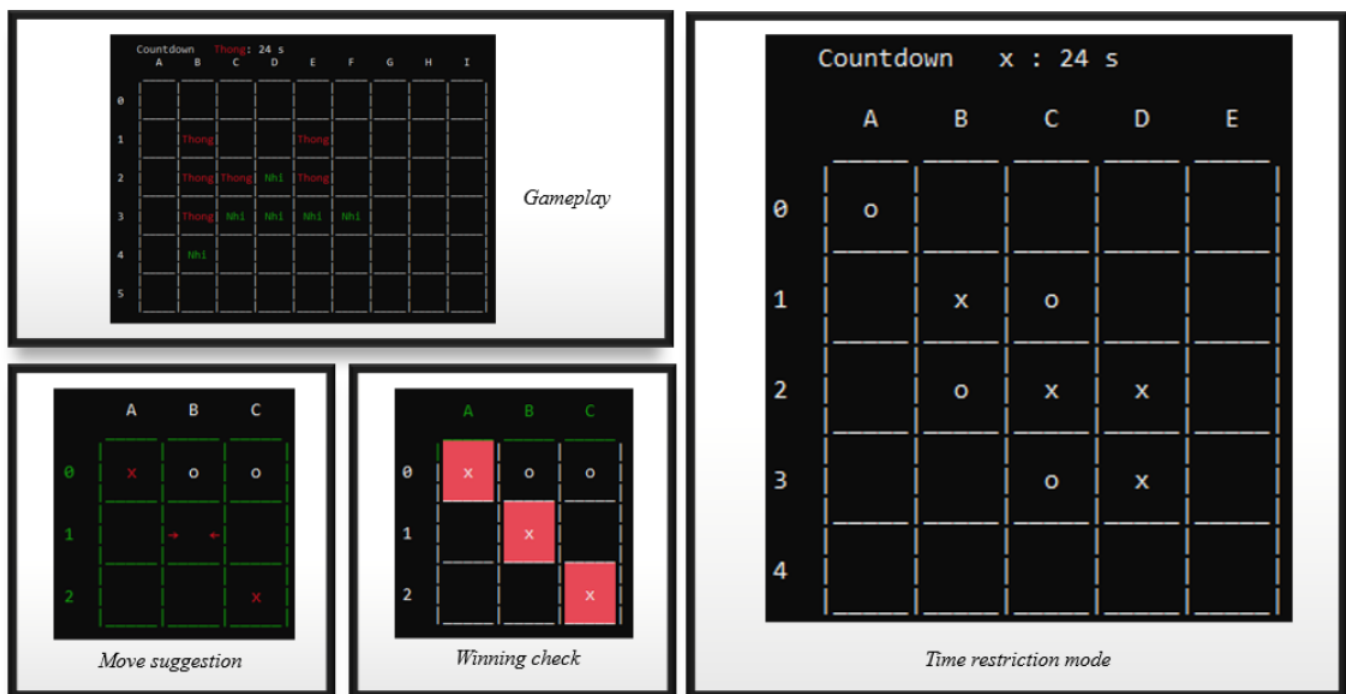 Countdown Thong: 24 s
A B C D E F G H I
0
1 Thong Thong
2 Thong Thong Nhi Thong
3 Thong Nhi Nhi Nhi Nhi
4 Nhi
5
Gameplay
A B C
0 x o o
1 → ←
2 x
Move suggestion
A B C
0 x o o
1 x
2 x
Winning check
Countdown x : 24 s
A B C D E
0 o
1 x o
2 o x x
3 o x
4
Time restriction mode